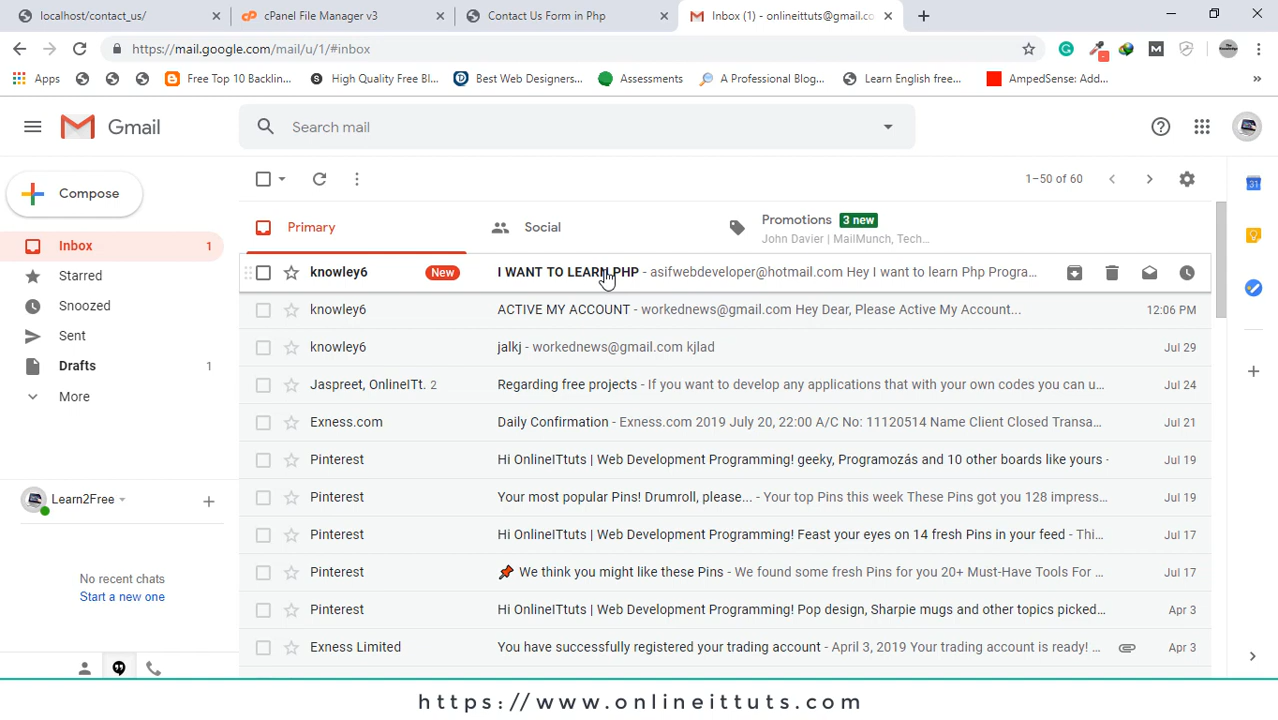 localhost/contact_us/
cPanel File Manager v3
Contact Us Form in Php
Inbox (1) - onlineittuts@gmail.co
https://mail.google.com/mail/u/1/#inbox
Apps
Free Top 10 Backlin...
High Quality Free Bl...
Best Web Designers...
Assessments
A Professional Blog...
Learn English free...
AmpedSense: Add...
Gmail
Search mail
Compose
1–50 of 60
Inbox 1
Starred
Snoozed
Sent
Drafts 1
More
Primary
Social
Promotions 3 new
John Davier | MailMunch, Tech...
knowley6 New I WANT TO LEARN PHP - asifwebdeveloper@hotmail.com Hey I want to learn Php Progra...
knowley6 ACTIVE MY ACCOUNT - workednews@gmail.com Hey Dear, Please Active My Account... 12:06 PM
knowley6 jalkj - workednews@gmail.com kjlad Jul 29
Jaspreet, OnlineITt. 2 Regarding free projects - If you want to develop any applications that with your own codes you can u... Jul 24
Exness.com Daily Confirmation - Exness.com 2019 July 20, 22:00 A/C No: 11120514 Name Client Closed Transa... Jul 21
Pinterest Hi OnlineITtuts | Web Development Programming! geeky, Programozás and 10 other boards like yours - Jul 19
Pinterest Your most popular Pins! Drumroll, please... - Your top Pins this week These Pins got you 128 impress... Jul 19
Pinterest Hi OnlineITtuts | Web Development Programming! Feast your eyes on 14 fresh Pins in your feed - Thi... Jul 17
Pinterest We think you might like these Pins - We found some fresh Pins for you 20+ Must-Have Tools For ... Jul 17
Pinterest Hi OnlineITtuts | Web Development Programming! Pop design, Sharpie mugs and other topics picked... Apr 3
Exness Limited You have successfully registered your trading account - April 3, 2019 Your trading account is ready! ... Apr 3
Learn2Free
No recent chats
Start a new one
31
https://www.onlineittuts.com